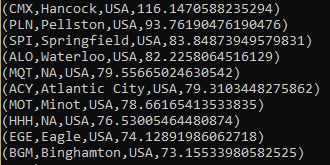 (CMX,Hancock,USA,116.1470588235294)
(PLN,Pellston,USA,93.76190476190476)
(SPI,Springfield,USA,83.84873949579831)
(ALO,Waterloo,USA,82.2258064516129)
(MQT,NA,USA,79.55665024630542)
(ACY,Atlantic City,USA,79.3103448275862)
(MOT,Minot,USA,78.66165413533835)
(HHH,NA,USA,76.53005464480874)
(EGE,Eagle,USA,74.12891986062718)
(BGM,Binghamton,USA,73.15533980582525)